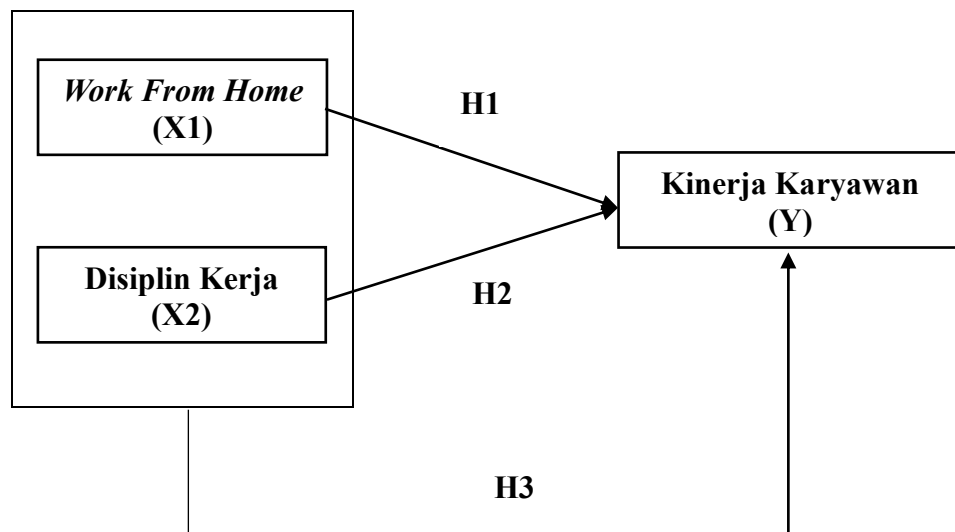 Work From Home
(X1)
H1
Kinerja Karyawan
(Y)
Disiplin Kerja
(X2)
H2
H3